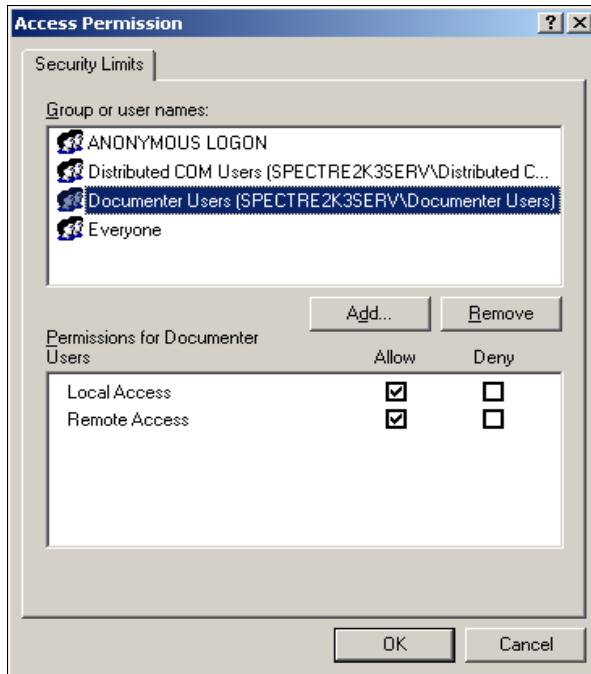 Access Permission
Security Limits
Group or user names:
ANONYMOUS LOGON
Distributed COM Users (SPECTRE2K3SERV\Distributed C...
Documenter Users (SPECTRE2K3SERV\Documenter Users)
Everyone
Add...
Remove
Permissions for Documenter
Users
Allow
Deny
Local Access
Remote Access
OK
Cancel